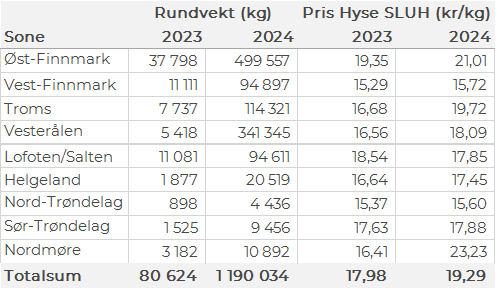 Rundvekt (kg) Pris Hyse SLUH (kr/kg)
Sone 2023 2024 2023 2024
Øst-Finnmark 37 798 499 557 19,35 21,01
Vest-Finnmark 11 111 94 897 15,29 15,72
Troms 7 737 114 321 16,68 19,72
Vesterålen 5 418 341 345 16,56 18,09
Lofoten/Salten 11 081 94 611 18,54 17,85
Helgeland 1 877 20 519 16,64 17,45
Nord-Trøndelag 898 4 436 15,37 15,60
Sør-Trøndelag 1 525 9 456 17,63 17,88
Nordmøre 3 182 10 892 16,41 23,23
Totalsum 80 624 1 190 034 17,98 19,29